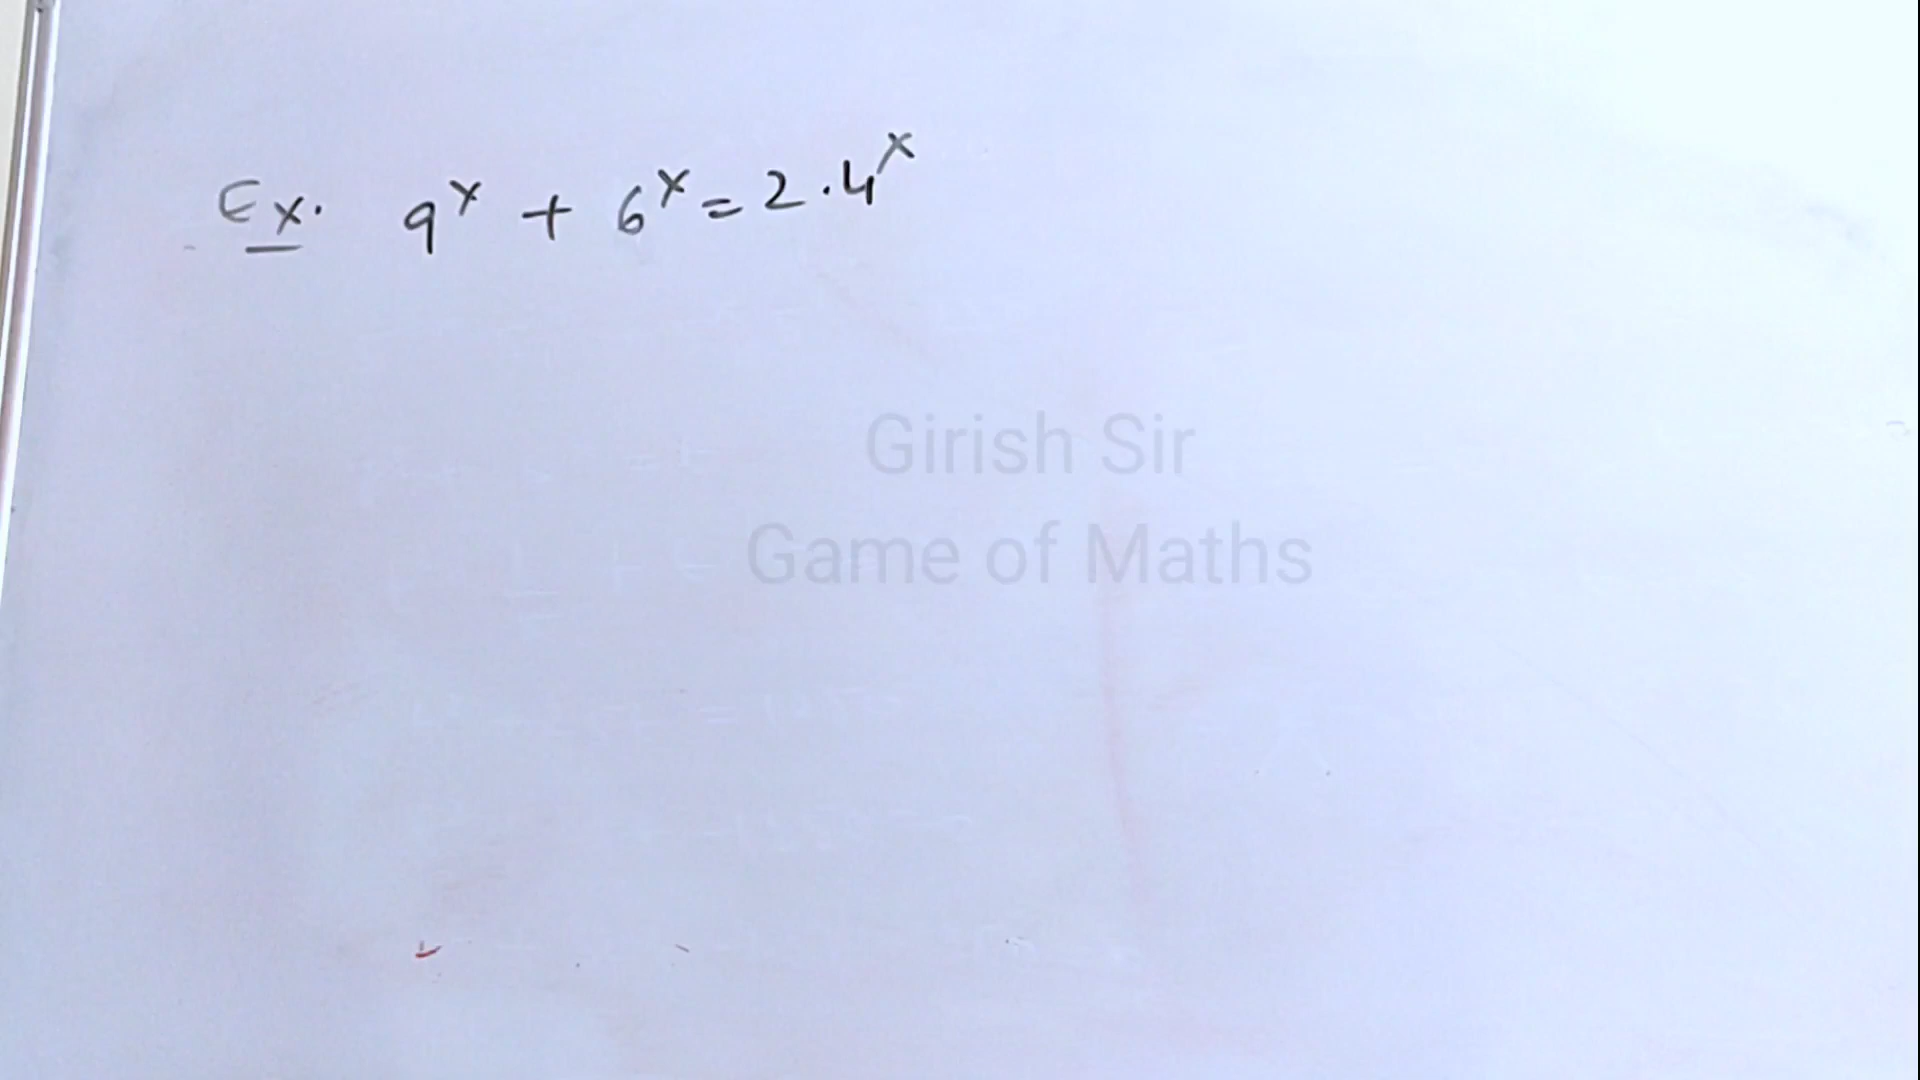 Ex. 9^x + 6^x = 2.4^x
Girish Sir
Game of Maths